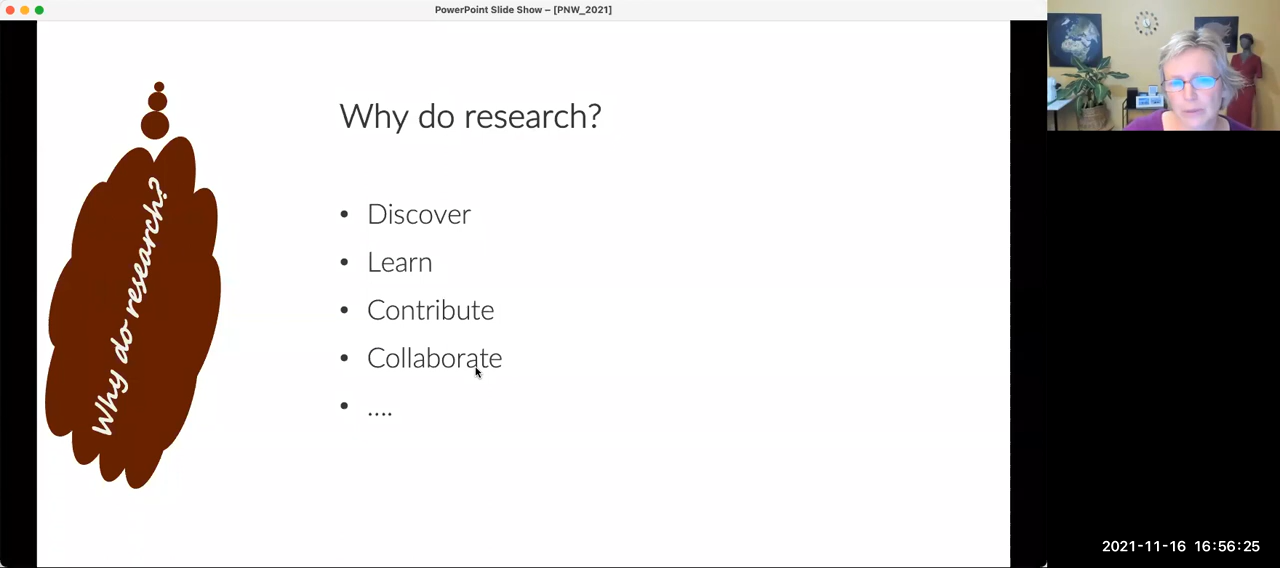 PowerPoint Slide Show – [PNW_2021]
Why do research?
Why do research?
• Discover
• Learn
• Contribute
• Collaborate
• ....
2021-11-16 16:56:25